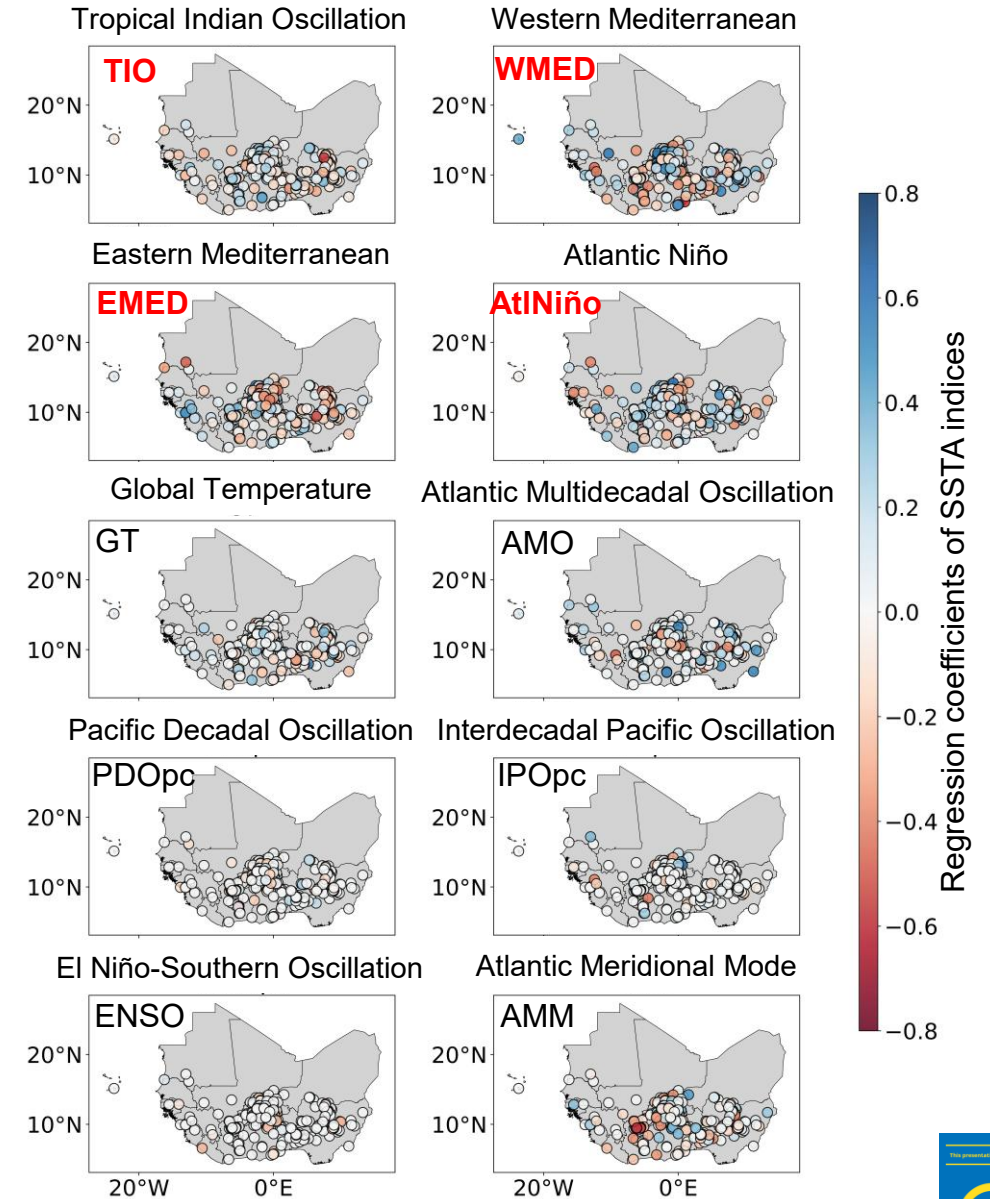 Tropical Indian Oscillation
Western Mediterranean
TIO
WMED
20°N
10°N
20°N
10°N
Eastern Mediterranean
Atlantic Niño
EMED
AtlNiño
20°N
10°N
20°N
10°N
Global Temperature
Atlantic Multidecadal Oscillation
GT
AMO
20°N
10°N
20°N
10°N
Pacific Decadal Oscillation
Interdecadal Pacific Oscillation
PDOpc
IPOpc
20°N
10°N
20°N
10°N
El Niño-Southern Oscillation
Atlantic Meridional Mode
ENSO
AMM
20°N
10°N
20°N
10°N
20°W
0°E
20°W
0°E
0.8
0.6
0.4
0.2
0.0
−0.2
−0.4
−0.6
−0.8
Regression coefficients of SSTA indices
This presentat